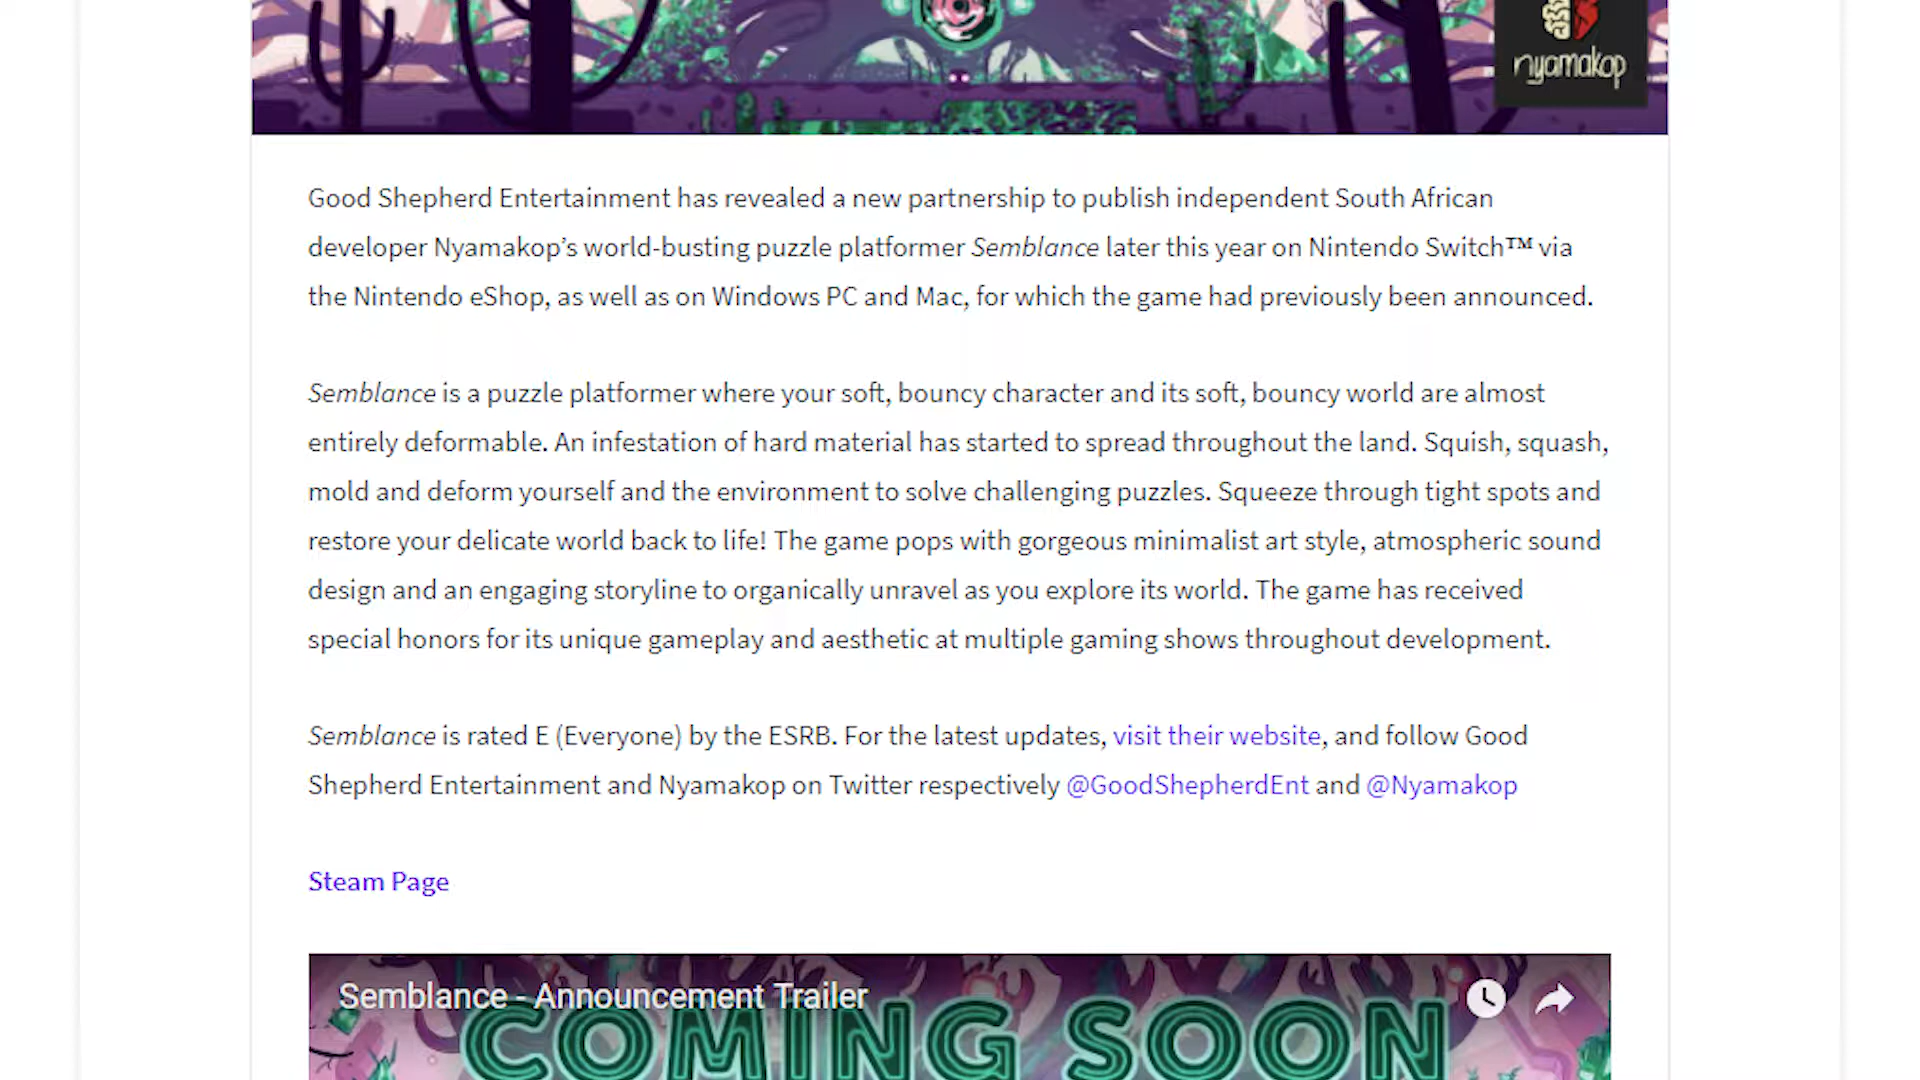 nyamakop
Good Shepherd Entertainment has revealed a new partnership to publish independent South African
developer Nyamakop’s world-busting puzzle platformer Semblance later this year on Nintendo Switch™ via
the Nintendo eShop, as well as on Windows PC and Mac, for which the game had previously been announced.
Semblance is a puzzle platformer where your soft, bouncy character and its soft, bouncy world are almost
entirely deformable. An infestation of hard material has started to spread throughout the land. Squish, squash,
mold and deform yourself and the environment to solve challenging puzzles. Squeeze through tight spots and
restore your delicate world back to life! The game pops with gorgeous minimalist art style, atmospheric sound
design and an engaging storyline to organically unravel as you explore its world. The game has received
special honors for its unique gameplay and aesthetic at multiple gaming shows throughout development.
Semblance is rated E (Everyone) by the ESRB. For the latest updates, visit their website, and follow Good
Shepherd Entertainment and Nyamakop on Twitter respectively @GoodShepherdEnt and @Nyamakop
Steam Page
Semblance - Announcement Trailer
COMING SOON